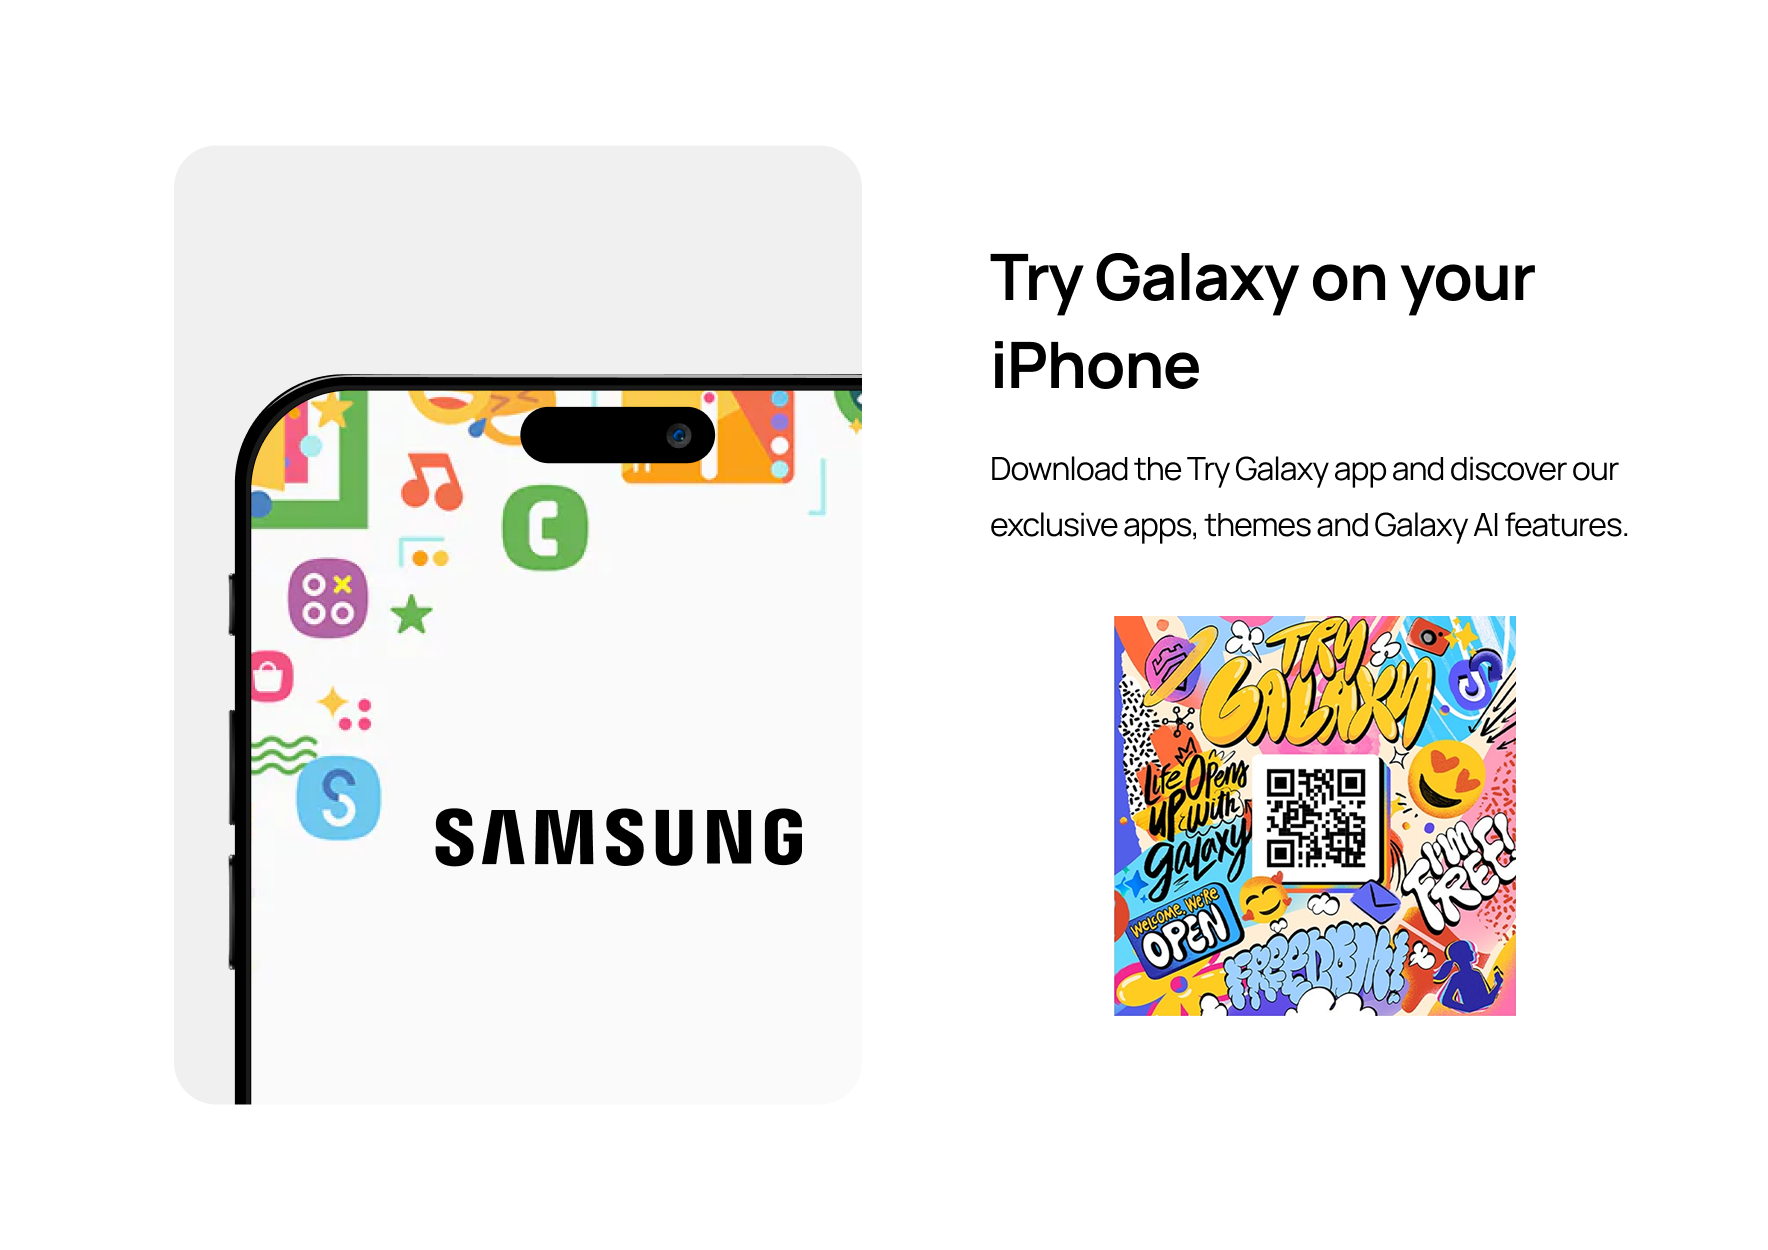 SAMSUNG
Try Galaxy on your
iPhone
Download the Try Galaxy app and discover our
exclusive apps, themes and Galaxy AI features.
TRY
GALAXY
Life Opens
up with
galaxy
I'M
FREE!
WELCOME, WE'RE
OPEN
FREEDOM!